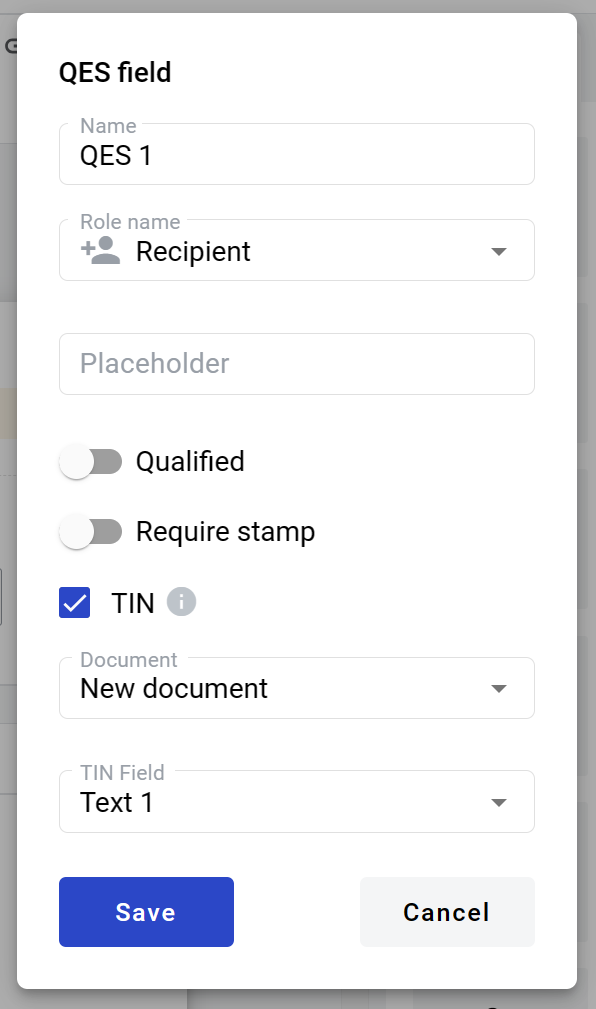 QES field
Name
QES 1
Role name
Recipient
Placeholder
Qualified
Require stamp
TIN
Document
New document
TIN Field
Text 1
Save
Cancel